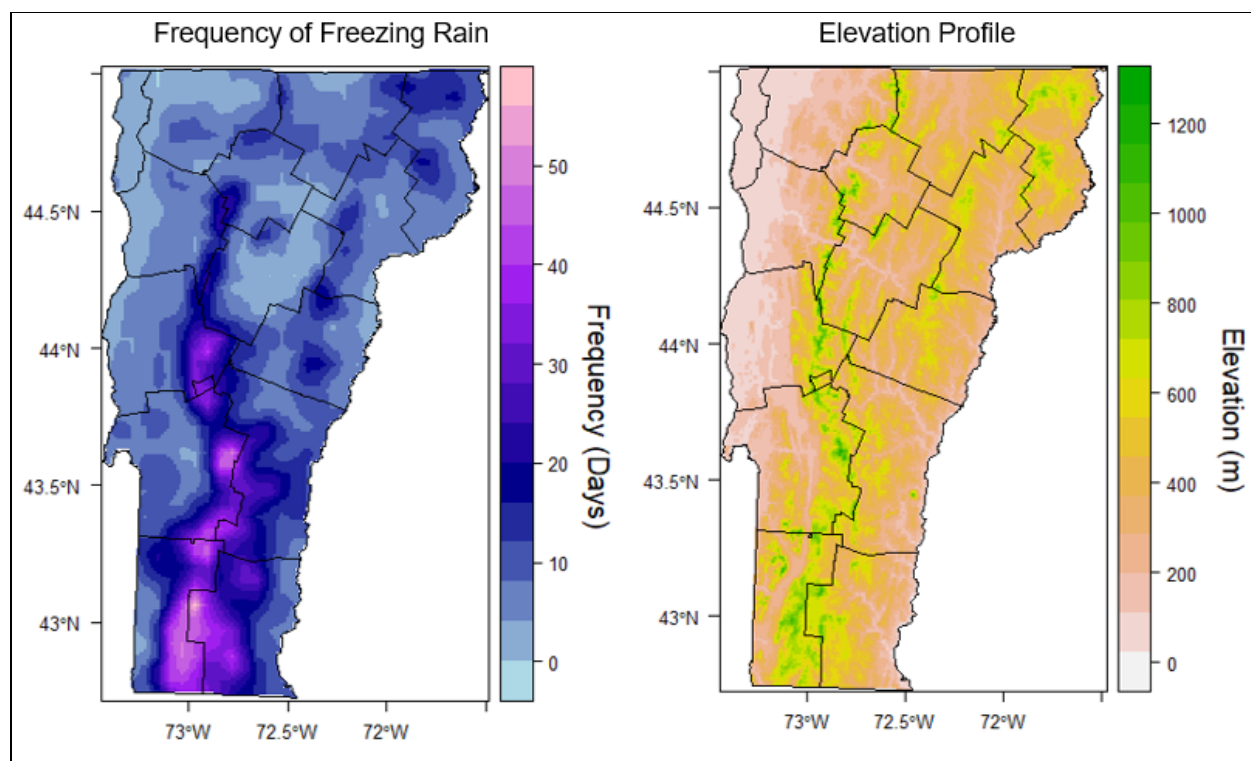 Frequency of Freezing Rain
44.5°N
44°N
43.5°N
43°N
73°W
72.5°W
72°W
50
40
30
20
10
0
Frequency (Days)
Elevation Profile
44.5°N
44°N
43.5°N
43°N
73°W
72.5°W
72°W
1200
1000
800
600
400
200
0
Elevation (m)